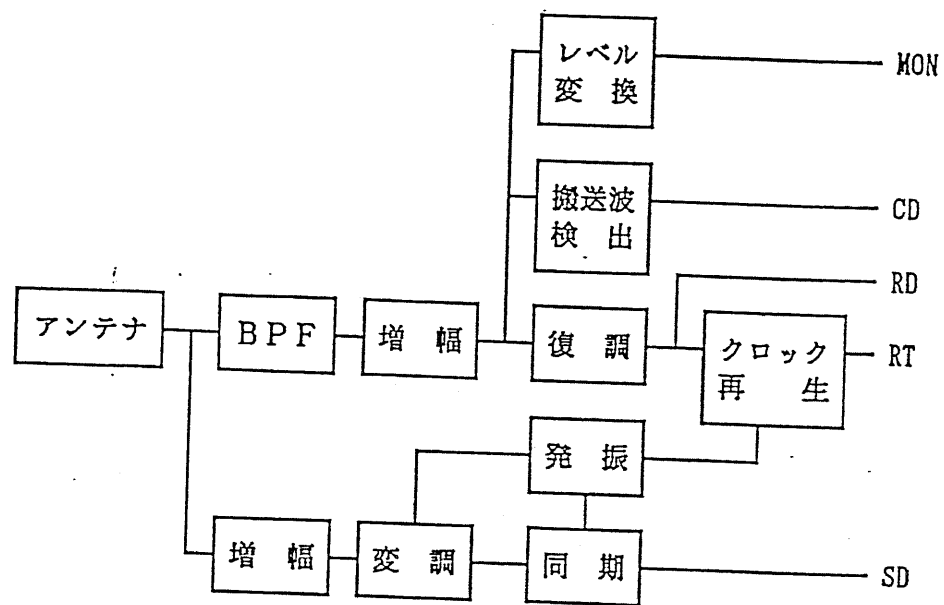 レベル
変換
MON
搬送波
検出
CD
RD
アンテナ
BPF
増幅
復調
クロック
再生
RT
発振
増幅
変調
同期
SD